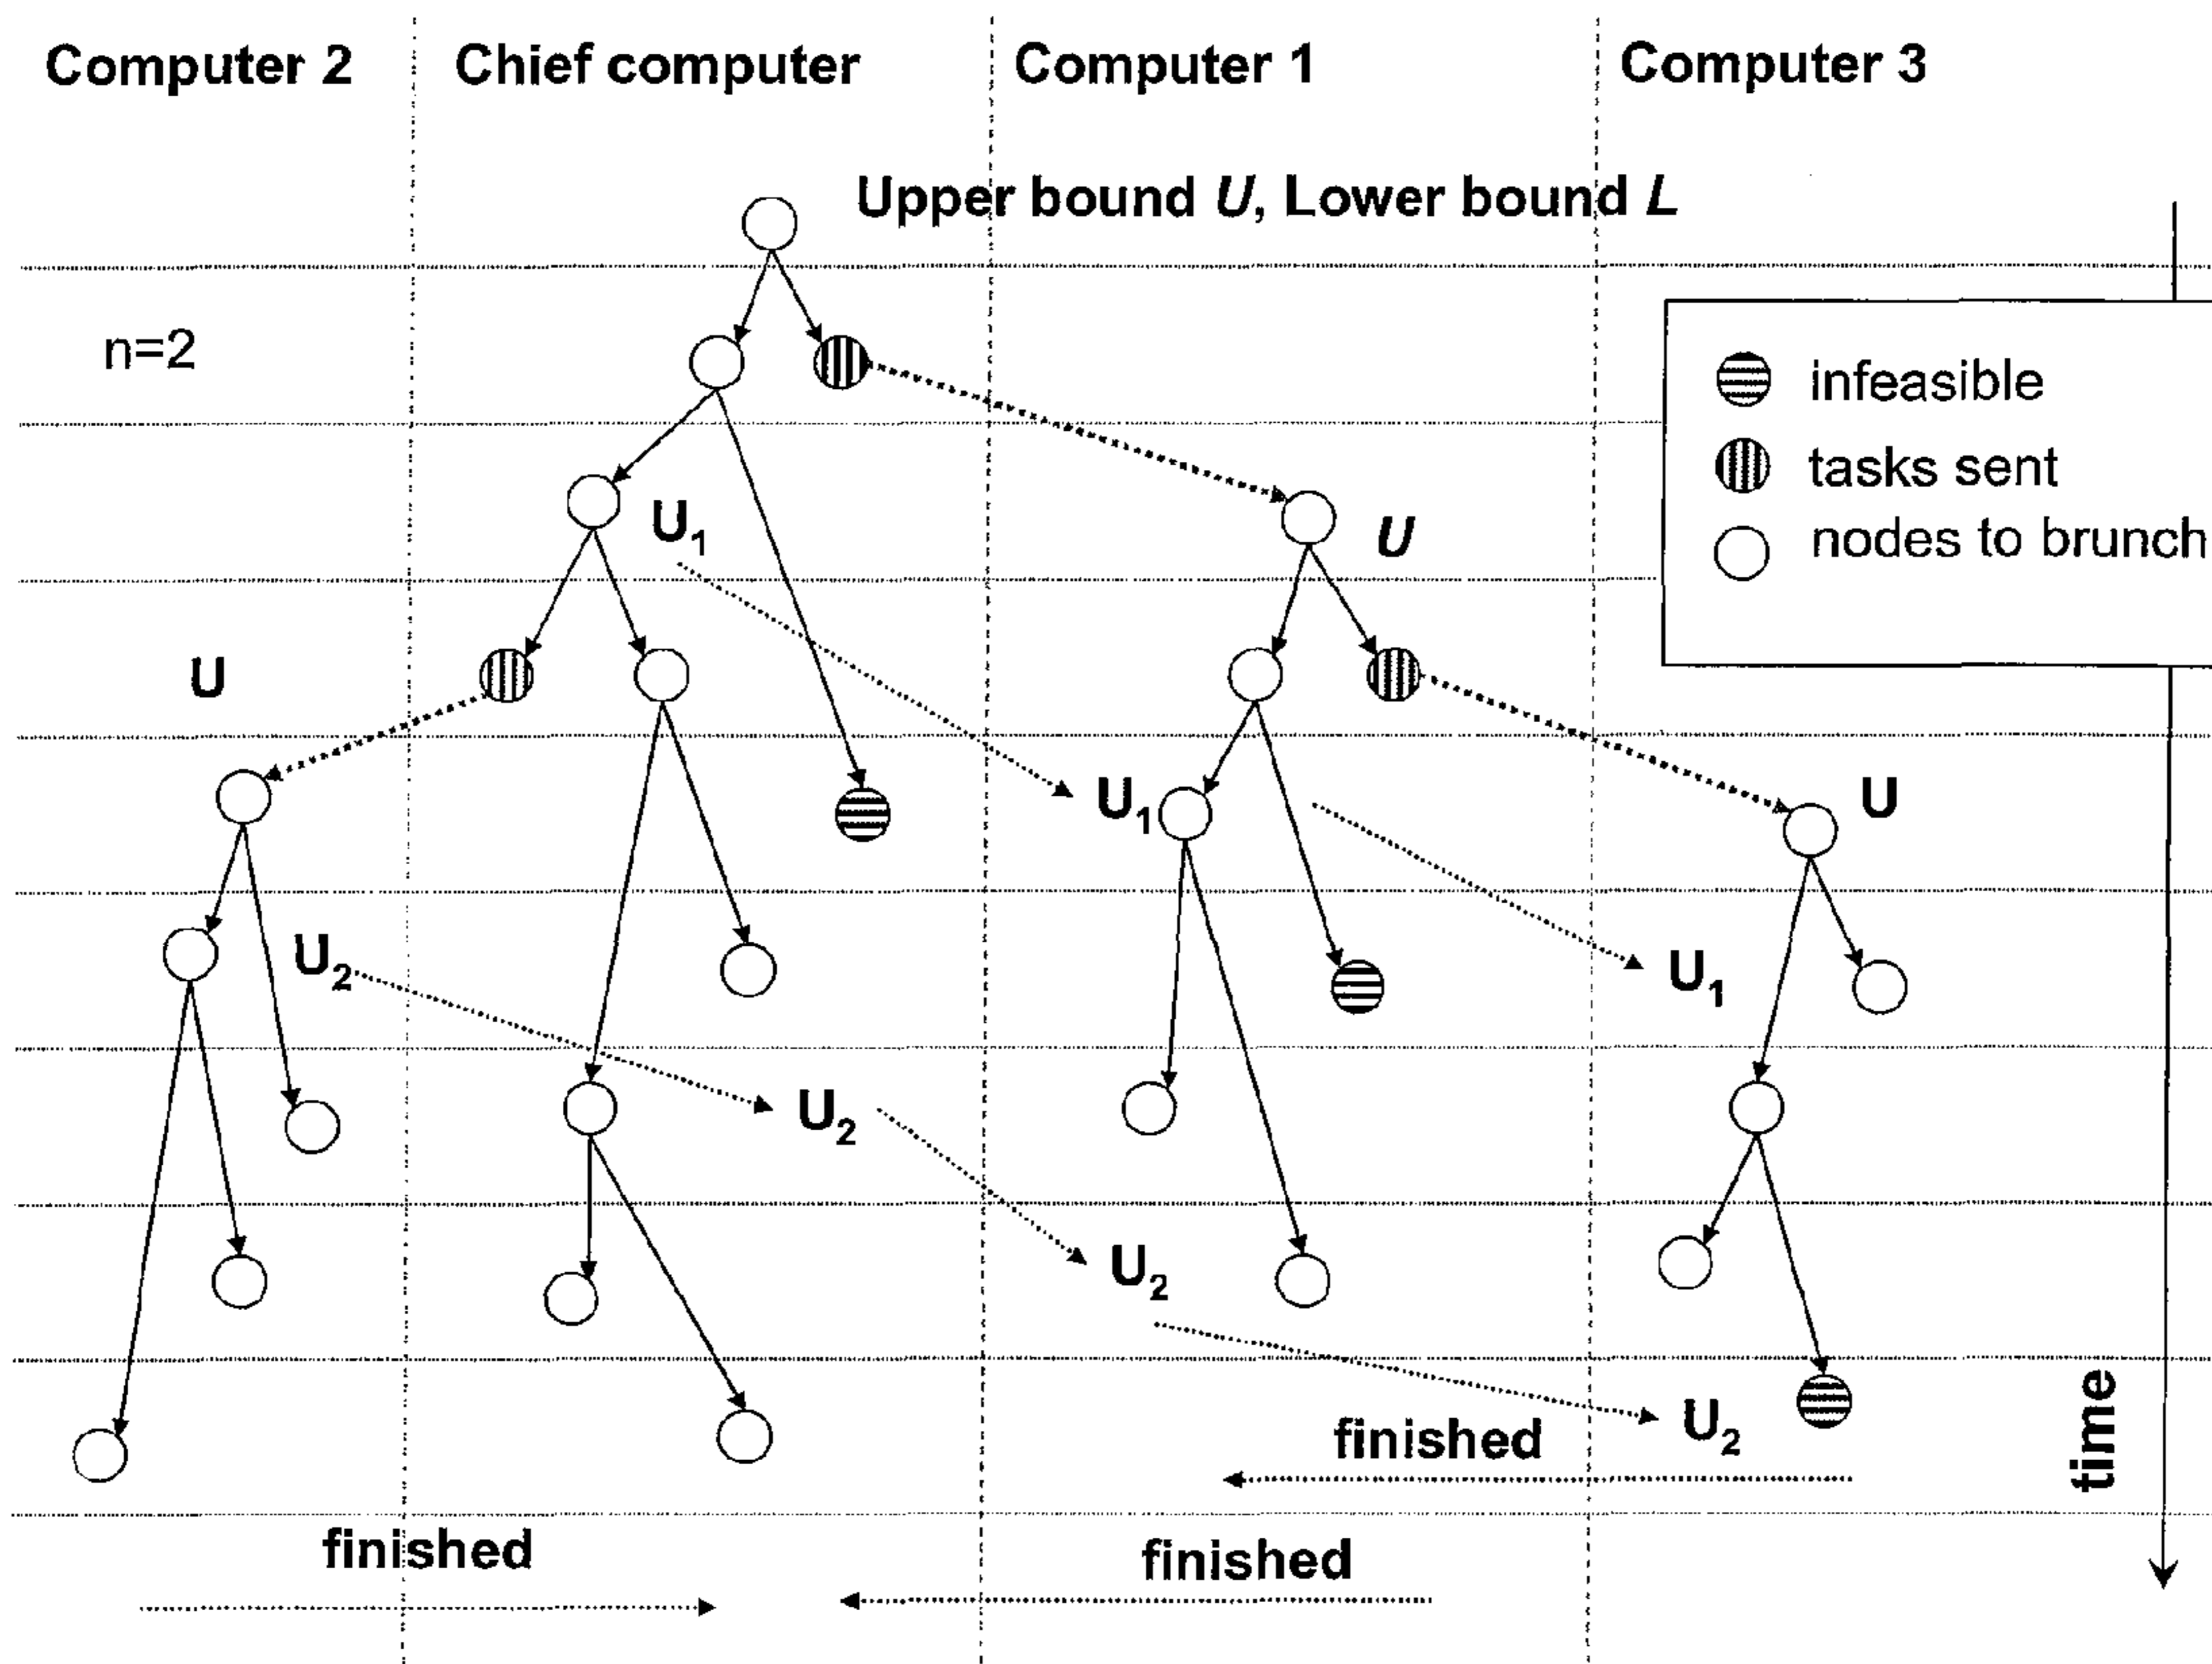 Computer 2
Chief computer
Computer 1
Computer 3
Upper bound U, Lower bound L
n=2
infeasible
tasks sent
nodes to brunch
U₁
U
U
U₁
U
U₂
U₁
U₂
U₂
U₂
finished
time
finished
finished